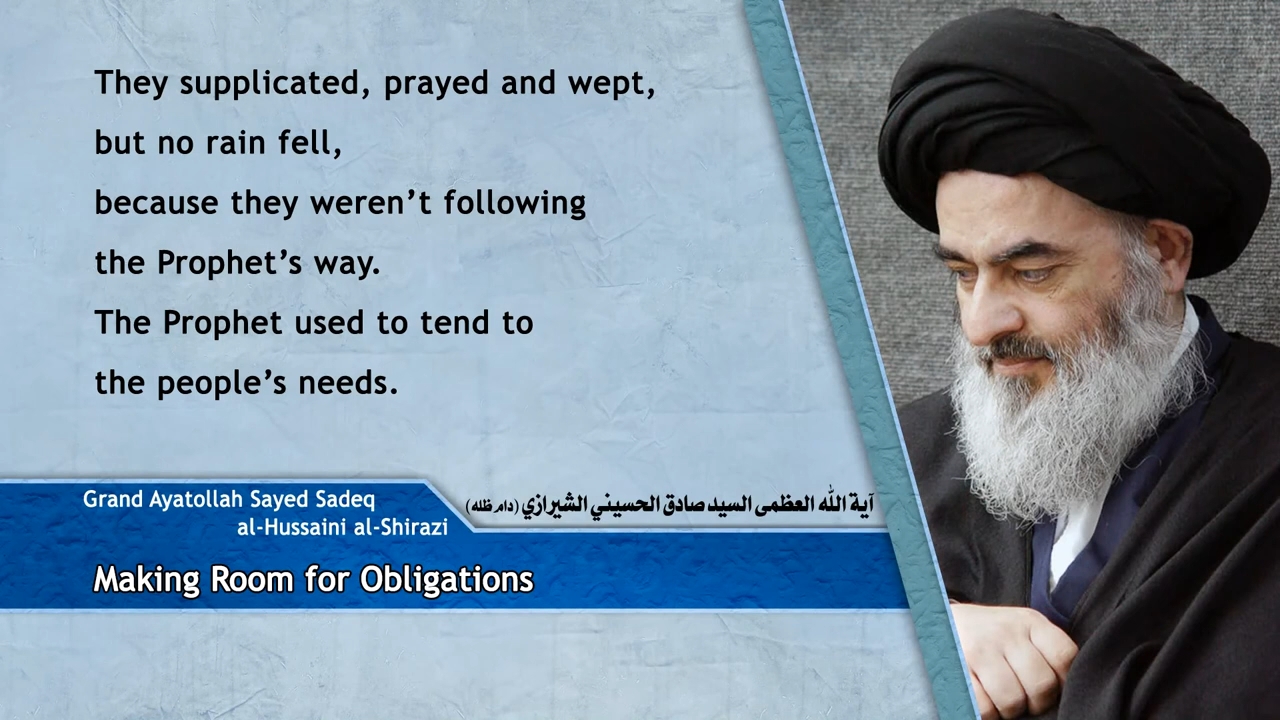 They supplicated, prayed and wept,
but no rain fell,
because they weren’t following
the Prophet’s way.
The Prophet used to tend to
the people’s needs.
Grand Ayatollah Sayed Sadeq
al-Hussaini al-Shirazi
آية الله العظمى السيد صادق الحسيني الشيرازي (دام ظله)
Making Room for Obligations